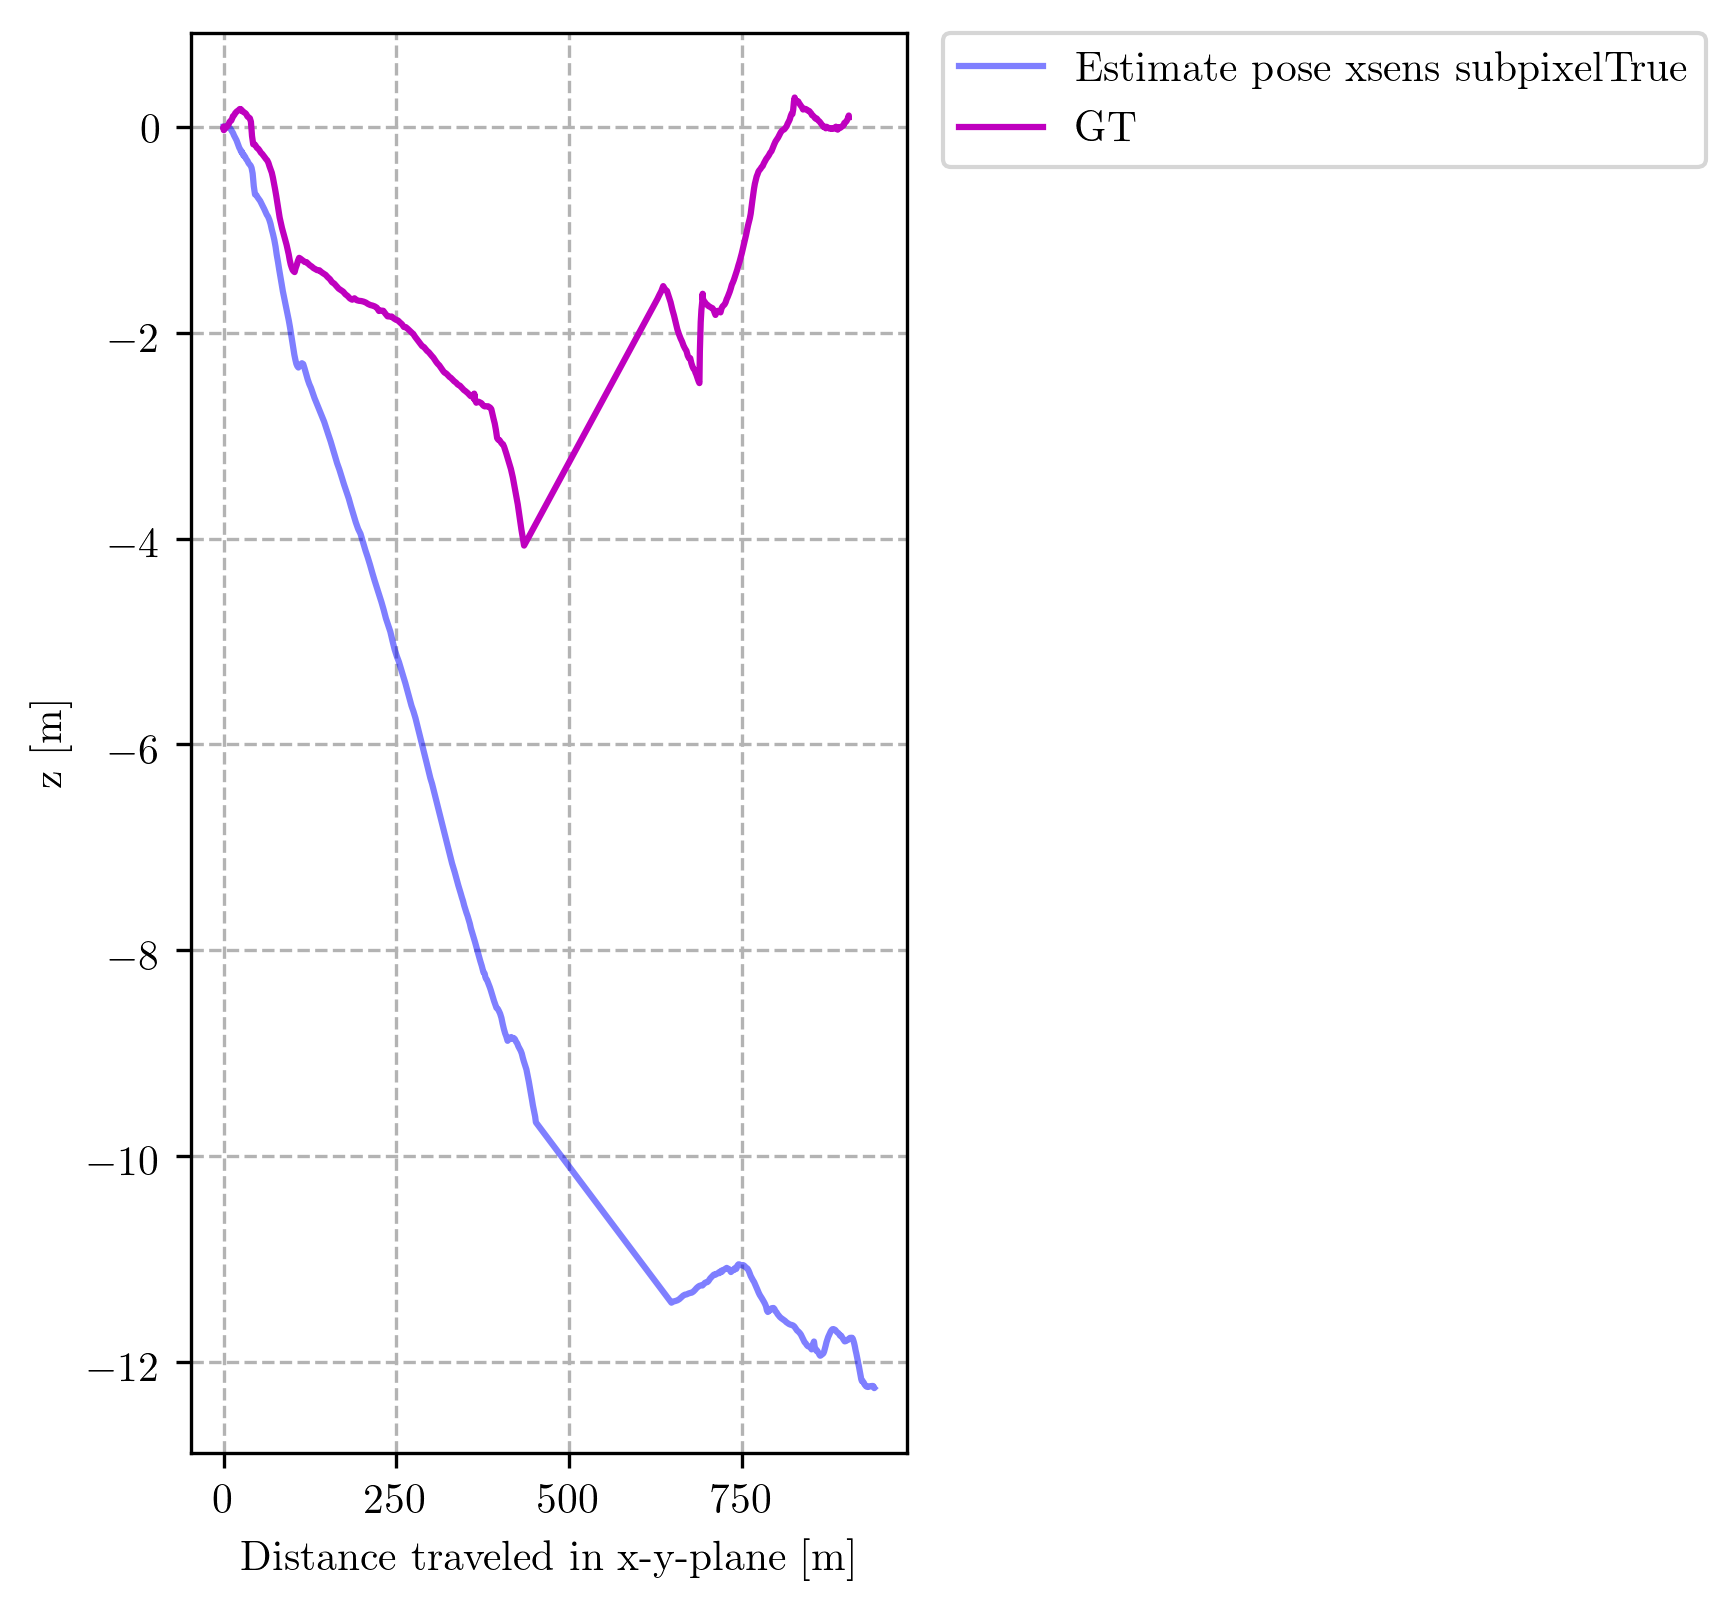 Estimate pose xsens subpixelTrue
GT
0
−2
−4
−6
−8
−10
−12
z [m]
0 250 500 750
Distance traveled in x-y-plane [m]